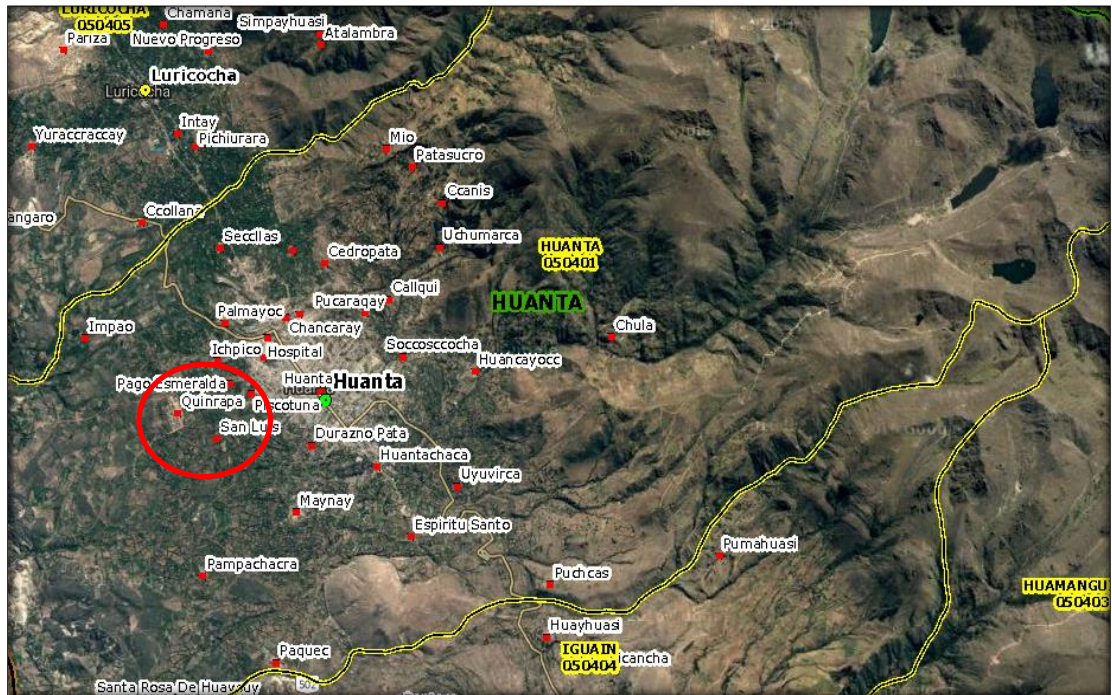 LURICOCHA
050405
Chamana
Simpayhuasi
Atalambra
Pariza
Nuevo Progreso
Luricocha
Luricocha
Intay
Pichiurara
Yuraccraccay
Mio
Patasucro
Ccanis
angaro
Ccollana
Uchumarca
Seccllas
HUANTA
050401
Cedropata
HUANTA
Callqui
Pucaraqay
Palmayoc
Chancaray
Chula
Impao
Ichpico
Hospital
Soccosccocha
Huancayocc
Pago Esmeralda
Huanta
Huanta
Quinrapa
Piscotuna
San Luis
Durazno Pata
Huantachaca
Uyuvirca
Maynay
Espiritu Santo
Pumahuasi
Pampachacra
Puchcas
HUAMANGU
050403
Huayhuasi
IGUAIN
050404
icancha
Paquec
502